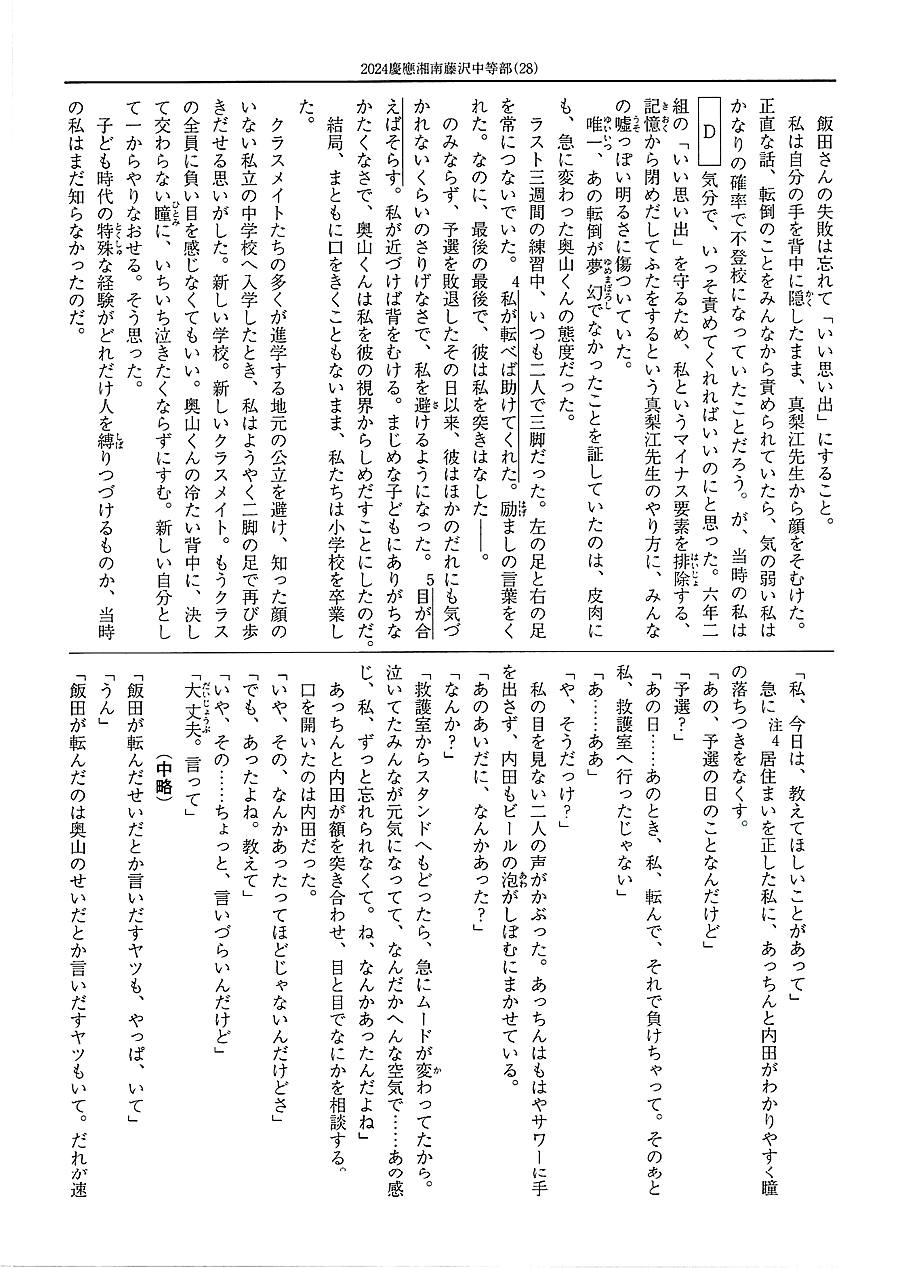 2024慶應湘南藤沢中等部(28)
飯田さんの失敗は忘れて「いい思い出」にすること。
私は自分の手を背中に隠したまま、真梨江先生から顔をそむけた。
正直な話、転倒のことをみんなから責められていたら、気の弱い私は
かなりの確率で不登校になっていたことだろう。が、当時の私は
D 気分で、いっそ責めてくれればいいのにと思った。六年二
組の「いい思い出」を守るため、私というマイナス要素を排除する、
記憶から閉めだしてふたをするという真梨江先生のやり方に、みんな
の嘘っぽい明るさに傷ついていた。
唯一、あの転倒が夢幻でなかったことを証していたのは、皮肉に
も、急に変わった奥山くんの態度だった。
ラスト三週間の練習中、いつも二人で三脚だった。左の足と右の足
を常につないでいた。4私が転べば助けてくれた。励ましの言葉をく
れた。なのに、最後の最後で、彼は私を突きはなした――。
のみならず、予選を敗退したその日以来、彼はほかのだれにも気づ
かれないくらいのさりげなさで、私を避けるようになった。5目が合
えばそらす。私が近づけば背をむける。まじめな子どもにありがちな
かたくなさで、奥山くんは私を彼の視界からしめだすことにしたのだ。
結局、まともに口をきくこともないまま、私たちは小学校を卒業し
た。
クラスメイトたちの多くが進学する地元の公立を避け、知った顔の
いない私立の中学校へ入学したとき、私はようやく二脚の足で再び歩
きだせる思いがした。新しい学校。新しいクラスメイト。もうクラス
の全員に負い目を感じなくてもいい。奥山くんの冷たい背中に、決し
て交わらない瞳に、いちいち泣きたくならずにすむ。新しい自分とし
て一からやりなおせる。そう思った。
子ども時代の特殊な経験がどれだけ人を縛りつづけるものか、当時
の私はまだ知らなかったのだ。
「私、今日は、教えてほしいことがあって」
急に注4居住まいを正した私に、あっちんと内田がわかりやすく瞳
の落ちつきをなくす。
「あの、予選の日のことなんだけど」
「予選?」
「あの日……あのとき、私、転んで、それで負けちゃって。そのあと
私、救護室へ行ったじゃない」
「あ……ああ」
「や、そうだっけ?」
私の目を見ない二人の声がかぶった。あっちんはもはやサワーに手
を出さず、内田もビールの泡がしぼむにまかせている。
「あのあいだに、なんかあった?」
「なんか?」
「救護室からスタンドへもどったら、急にムードが変わってたから。
泣いてたみんなが元気になってて、なんだかへんな空気で……あの感
じ、私、ずっと忘れられなくて。ね、なんかあったんだよね」
あっちんと内田が額を突き合わせ、目と目でなにかを相談する。
口を開いたのは内田だった。
「いや、その、なんかあったってほどじゃないんだけどさ」
「でも、あったよね。教えて」
「いや、その……ちょっと、言いづらいんだけど」
「大丈夫。言って」
(中略)
「飯田が転んだせいだとか言いだすヤツも、やっぱ、いて」
「うん」
「飯田が転んだのは奥山のせいだとか言いだすヤツもいて。だれが速